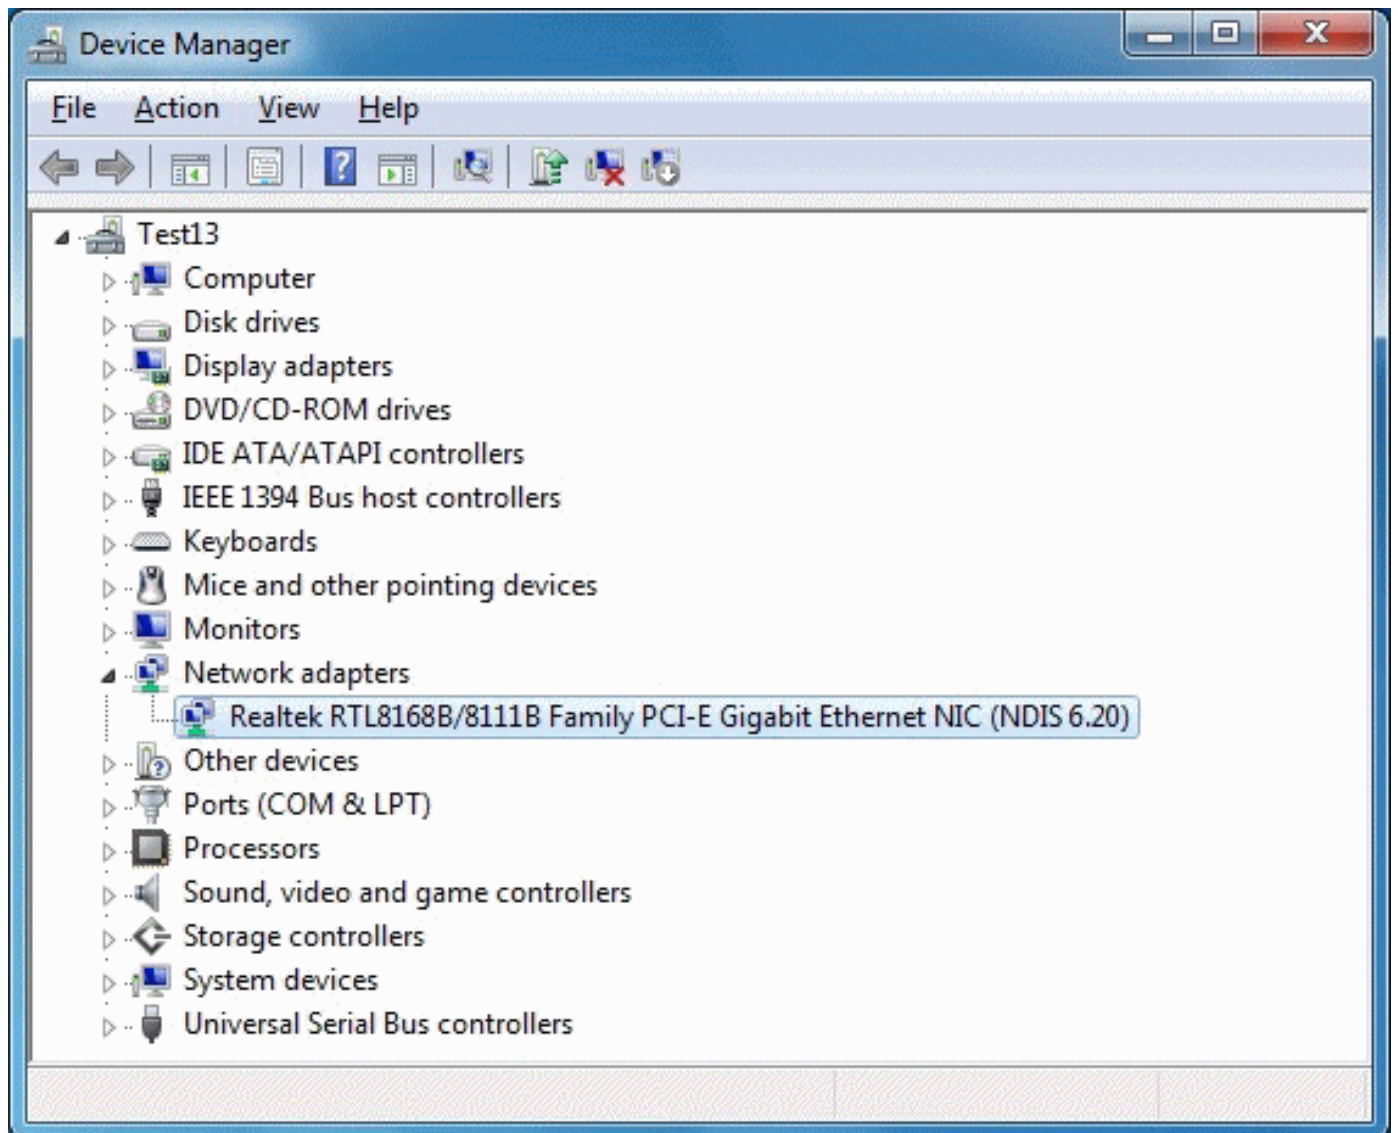 Device Manager
File Action View Help
Test13
Computer
Disk drives
Display adapters
DVD/CD-ROM drives
IDE ATA/ATAPI controllers
IEEE 1394 Bus host controllers
Keyboards
Mice and other pointing devices
Monitors
Network adapters
Realtek RTL8168B/8111B Family PCI-E Gigabit Ethernet NIC (NDIS 6.20)
Other devices
Ports (COM & LPT)
Processors
Sound, video and game controllers
Storage controllers
System devices
Universal Serial Bus controllers